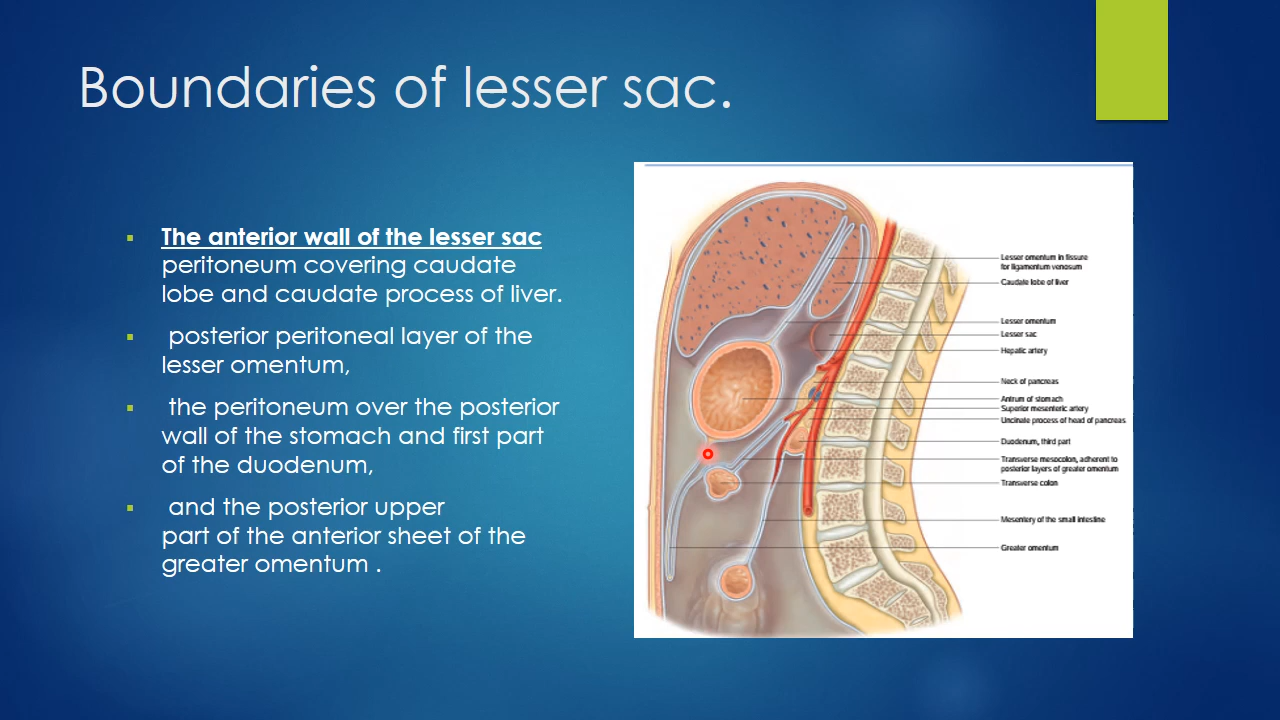 Boundaries of lesser sac.
The anterior wall of the lesser sac
peritoneum covering caudate
lobe and caudate process of liver.
posterior peritoneal layer of the
lesser omentum,
the peritoneum over the posterior
wall of the stomach and first part
of the duodenum,
and the posterior upper
part of the anterior sheet of the
greater omentum .
Lesser omentum in fissure
for ligamentum venosum
Caudate lobe of liver
Lesser omentum
Lesser sac
Hepatic artery
Neck of pancreas
Antrum of stomach
Superior mesenteric artery
Uncinate process of head of pancreas
Duodenum, third part
Transverse mesocolon, adherent to
posterior layers of greater omentum
Transverse colon
Mesentery of the small intestine
Greater omentum